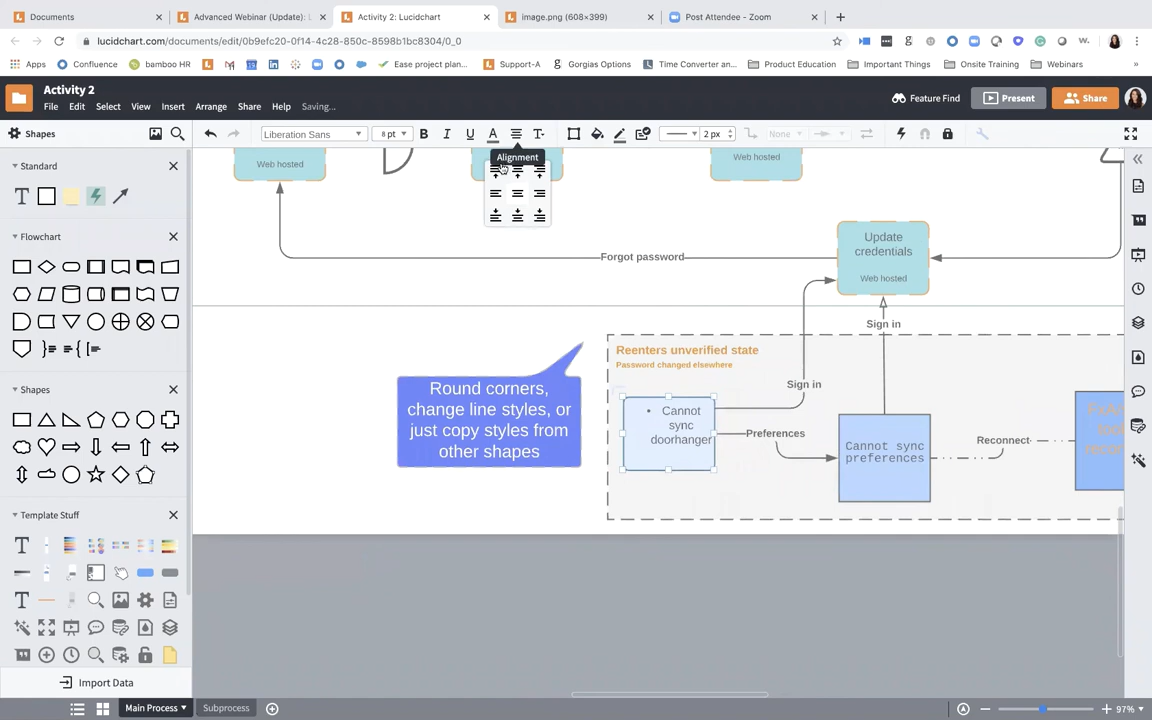 Documents
Advanced Webinar (Update): L
Activity 2: Lucidchart
image.png (608×399)
Post Attendee - Zoom
lucidchart.com/documents/edit/0b9efc20-0f14-4c28-850c-8598b1bc8304/0_0
Apps
Confluence
bamboo HR
Ease project plan...
Support-A
Gorgias Options
Time Converter an...
Product Education
Important Things
Onsite Training
Webinars
Activity 2
File Edit Select View Insert Arrange Share Help Saving...
Feature Find
Present
Share
Shapes
Liberation Sans
8 pt
B I U A T
2 px
None
Alignment
Standard
T
Flowchart
Shapes
Template Stuff
T
T
Import Data
Web hosted
Web hosted
Update
credentials
Web hosted
Forgot password
Sign in
Reenters unverified state
Password changed elsewhere
Round corners,
change line styles, or
just copy styles from
other shapes
• Cannot
sync
doorhanger
Sign in
Preferences
Cannot sync
preferences
Reconnect
Main Process
Subprocess
97%